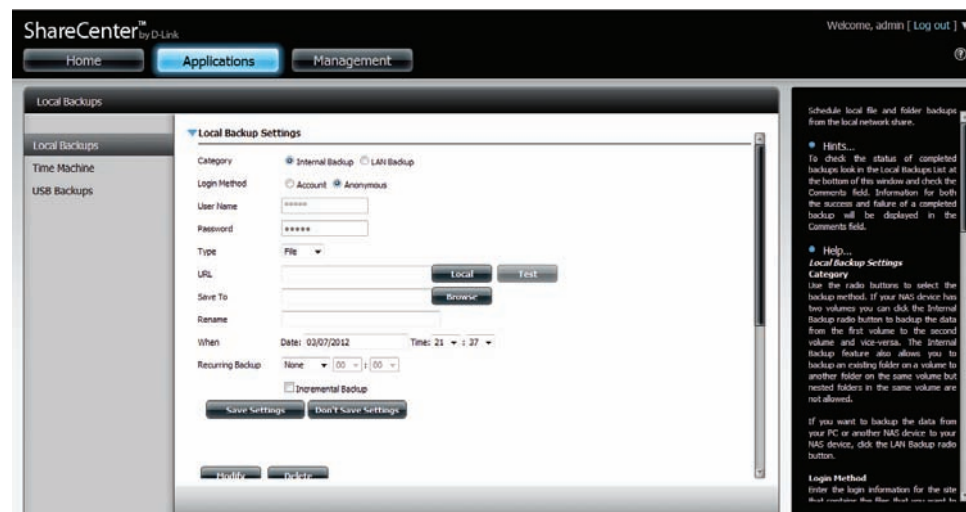 ShareCenter™ by D-Link
Welcome, admin [ Log out ]
Home
Applications
Management
Local Backups
Local Backups
Time Machine
USB Backups
Local Backup Settings
Category Internal Backup LAN Backup
Login Method Account Anonymous
User Name *****
Password *****
Type File
URL Local Test
Save To Browse
Rename
When Date: 03/07/2012 Time: 21 : 37
Recurring Backup None 00 : 00
Incremental Backup
Save Settings Don't Save Settings
Modify Delete
Schedule local file and folder backups
from the local network share.
Hints...
To check the status of completed
backups look in the Local Backups List at
the bottom of this window and check the
Comments field. Information for both
the success and failure of a completed
backup will be displayed in the
Comments field.
Help...
Local Backup Settings
Category
Use the radio buttons to select the
backup method. If your NAS device has
two volumes you can click the Internal
Backup radio button to backup the data
from the first volume to the second
volume and vice-versa. The Internal
Backup feature also allows you to
backup an existing folder on a volume to
another folder on the same volume but
nested folders in the same volume are
not allowed.
If you want to backup the data from
your PC or another NAS device to your
NAS device, click the LAN Backup radio
button.
Login Method
Enter the login information for the site
that contains the files that you want to